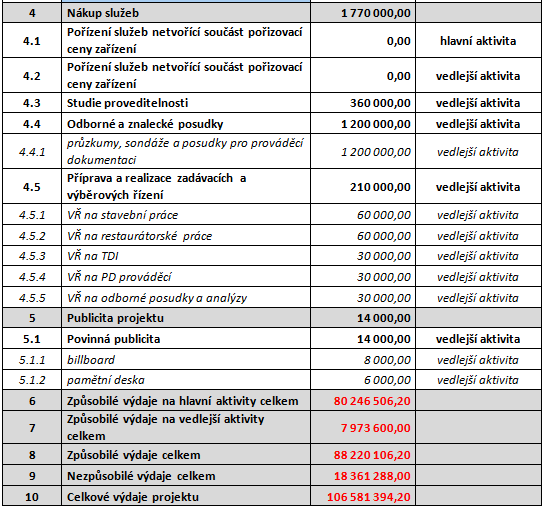 4 Nákup služeb 1 770 000,00
4.1 Pořízení služeb netvořící součást pořizovací ceny zařízení 0,00 hlavní aktivita
4.2 Pořízení služeb netvořící součást pořizovací ceny zařízení 0,00 vedlejší aktivita
4.3 Studie proveditelnosti 360 000,00 vedlejší aktivita
4.4 Odborné a znalecké posudky 1 200 000,00 vedlejší aktivita
4.4.1 průzkumy, sondáže a posudky pro prováděcí dokumentaci 1 200 000,00 vedlejší aktivita
4.5 Příprava a realizace zadávacích a výběrových řízení 210 000,00 vedlejší aktivita
4.5.1 VŘ na stavební práce 60 000,00 vedlejší aktivita
4.5.2 VŘ na restaurátorské práce 60 000,00 vedlejší aktivita
4.5.3 VŘ na TDI 30 000,00 vedlejší aktivita
4.5.4 VŘ na PD prováděcí 30 000,00 vedlejší aktivita
4.5.5 VŘ na odborné posudky a analýzy 30 000,00 vedlejší aktivita
5 Publicita projektu 14 000,00
5.1 Povinná publicita 14 000,00 vedlejší aktivita
5.1.1 billboard 8 000,00 vedlejší aktivita
5.1.2 pamětní deska 6 000,00 vedlejší aktivita
6 Způsobilé výdaje na hlavní aktivity celkem 80 246 506,20
7 Způsobilé výdaje na vedlejší aktivity celkem 7 973 600,00
8 Způsobilé výdaje celkem 88 220 106,20
9 Nezpůsobilé výdaje celkem 18 361 288,00
10 Celkové výdaje projektu 106 581 394,20